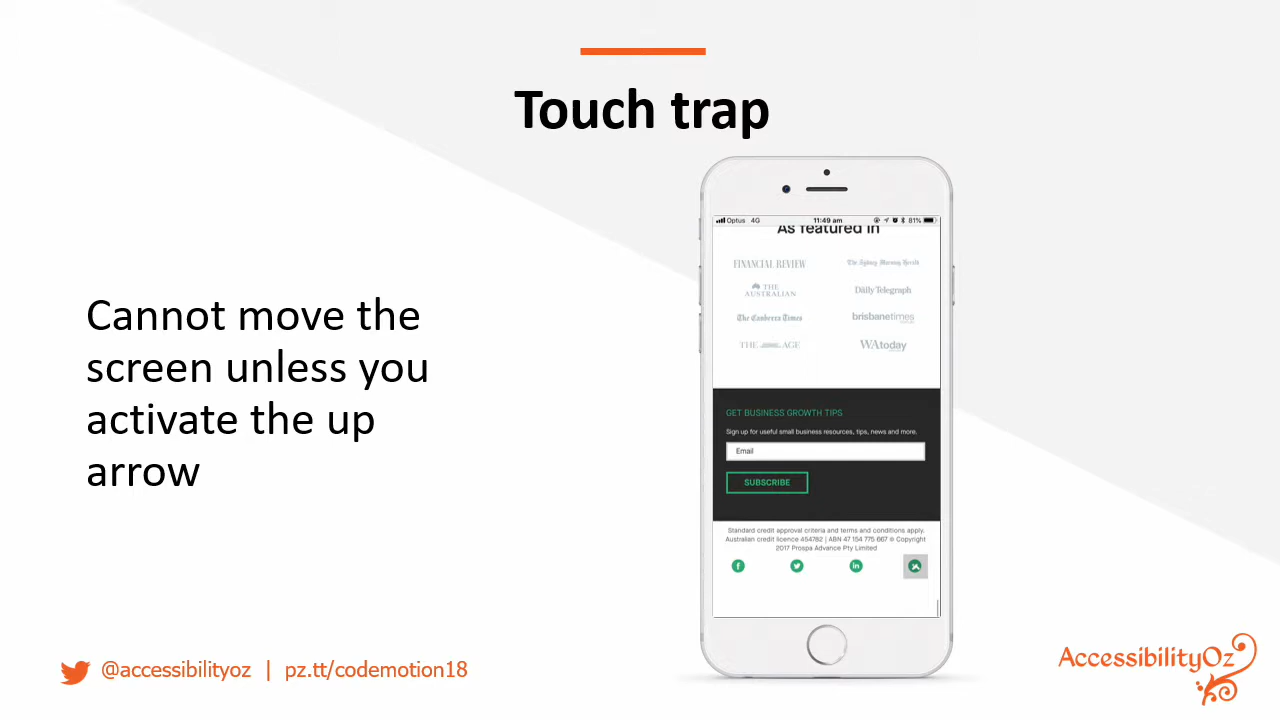 Touch trap
Cannot move the
screen unless you
activate the up
arrow
Optus 4G 11:49 am 81%
As featured in
FINANCIAL REVIEW
The Sydney Morning Herald
THE
AUSTRALIAN
Daily Telegraph
The Canberra Times
brisbanetimes
THE AGE
WAtoday
GET BUSINESS GROWTH TIPS
Sign up for useful small business resources, tips, news and more.
Email
SUBSCRIBE
Standard credit approval criteria and terms and conditions apply.
Australian credit licence 454782 | ABN 47 154 775 667 © Copyright
2017 Prospa Advance Pty Limited
@accessibilityoz | pz.tt/codemotion18
AccessibilityOz